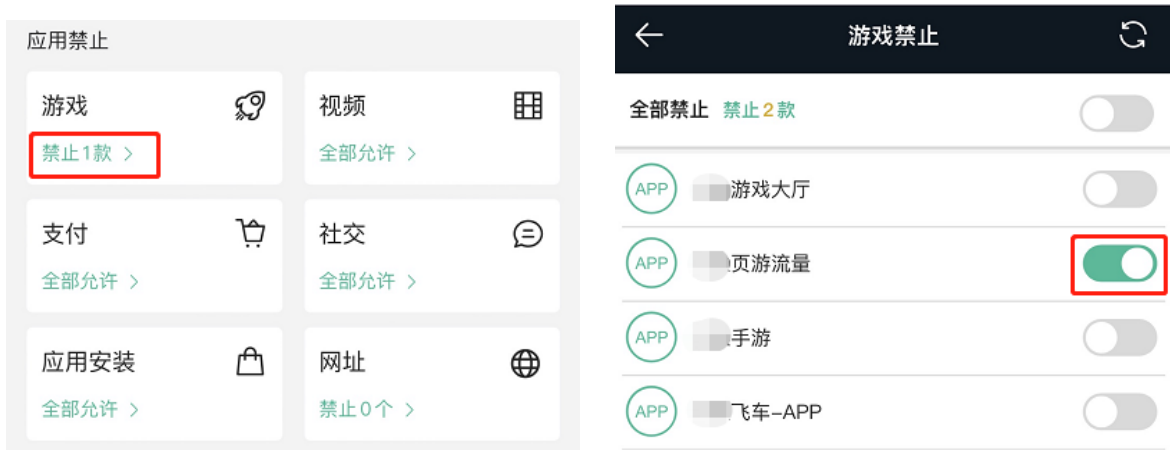 应用禁止
游戏
禁止1款 >
视频
全部允许 >
支付
全部允许 >
社交
全部允许 >
应用安装
全部允许 >
网址
禁止0个 >
游戏禁止
全部禁止 禁止2款
APP 游戏大厅
APP 页游流量
APP 手游
APP 飞车-APP